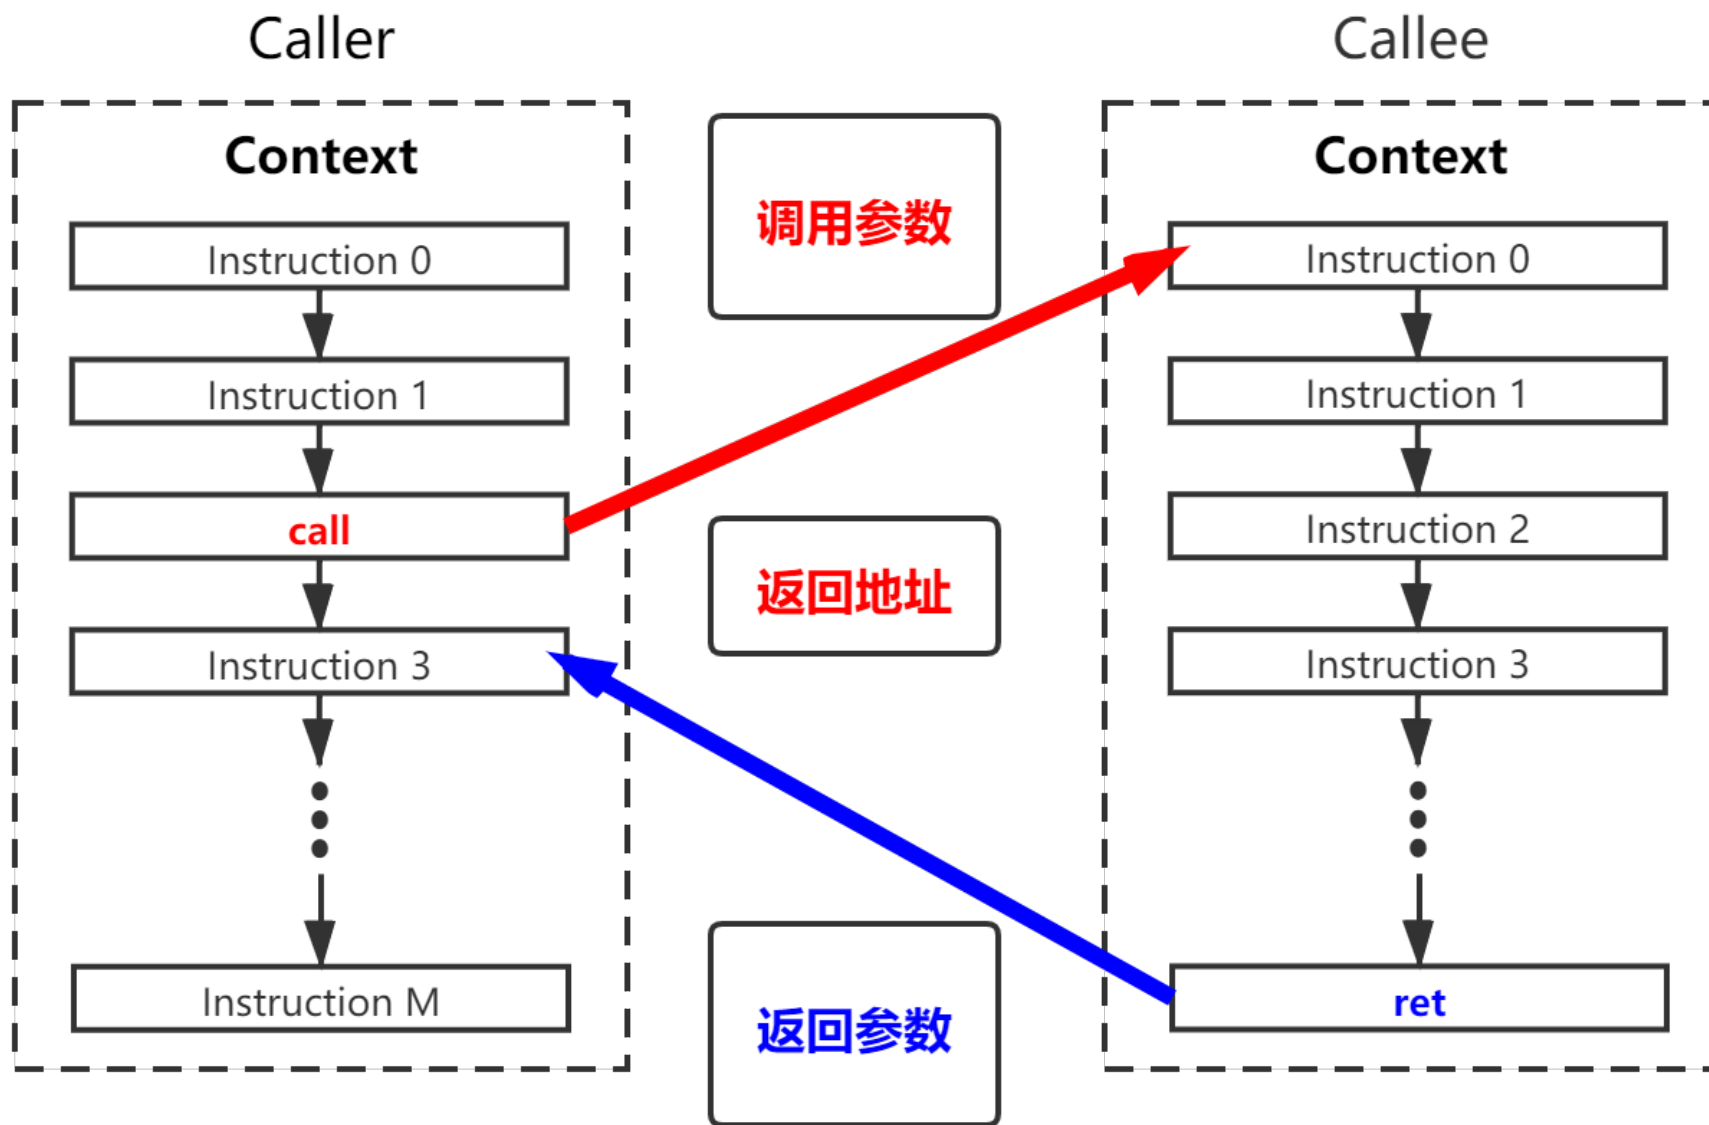 Caller
Context
Instruction 0
Instruction 1
call
Instruction 3
Instruction M
调用参数
返回地址
返回参数
Callee
Context
Instruction 0
Instruction 1
Instruction 2
Instruction 3
ret